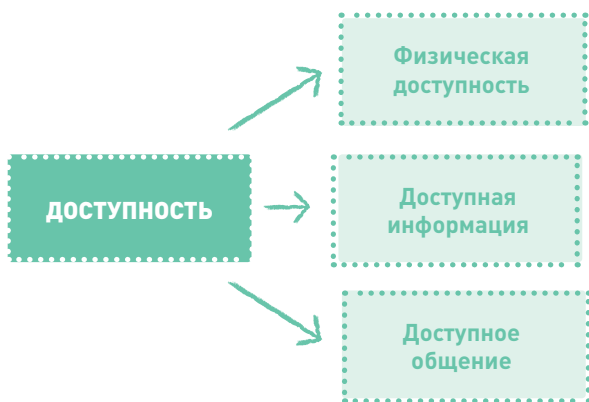 Физическая
доступность
ДОСТУПНОСТЬ
Доступная
информация
Доступное
общение